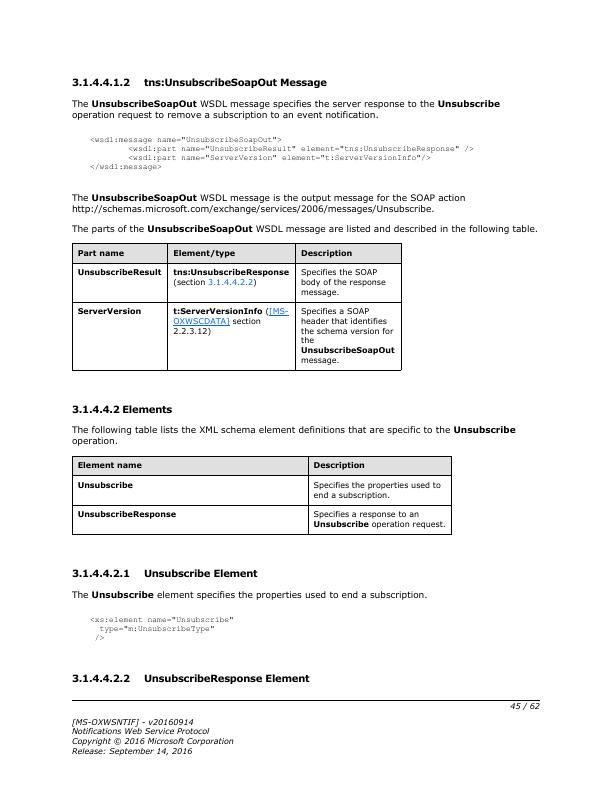 3.1.4.4.1.2 tns:UnsubscribeSoapOut Message
The UnsubscribeSoapOut WSDL message specifies the server response to the Unsubscribe
operation request to remove a subscription to an event notification.
<wsdl:message name="UnsubscribeSoapOut">
<wsdl:part name="UnsubscribeResult" element="tns:UnsubscribeResponse" />
<wsdl:part name="ServerVersion" element="t:ServerVersionInfo"/>
</wsdl:message>
The UnsubscribeSoapOut WSDL message is the output message for the SOAP action
http://schemas.microsoft.com/exchange/services/2006/messages/Unsubscribe.
The parts of the UnsubscribeSoapOut WSDL message are listed and described in the following table.
Part name Element/type Description
UnsubscribeResult tns:UnsubscribeResponse Specifies the SOAP
(section 3.1.4.4.2.2) body of the response
message.
ServerVersion t:ServerVersionInfo ([MS- Specifies a SOAP
OXWSCDATA] section header that identifies
2.2.3.12) the schema version for
the
UnsubscribeSoapOut
message.
3.1.4.4.2 Elements
The following table lists the XML schema element definitions that are specific to the Unsubscribe
operation.
Element name Description
Unsubscribe Specifies the properties used to
end a subscription.
UnsubscribeResponse Specifies a response to an
Unsubscribe operation request.
3.1.4.4.2.1 Unsubscribe Element
The Unsubscribe element specifies the properties used to end a subscription.
<xs:element name="Unsubscribe"
type="m:UnsubscribeType"
/>
3.1.4.4.2.2 UnsubscribeResponse Element
45 / 62
[MS-OXWSNTIF] - v20160914
Notifications Web Service Protocol
Copyright © 2016 Microsoft Corporation
Release: September 14, 2016